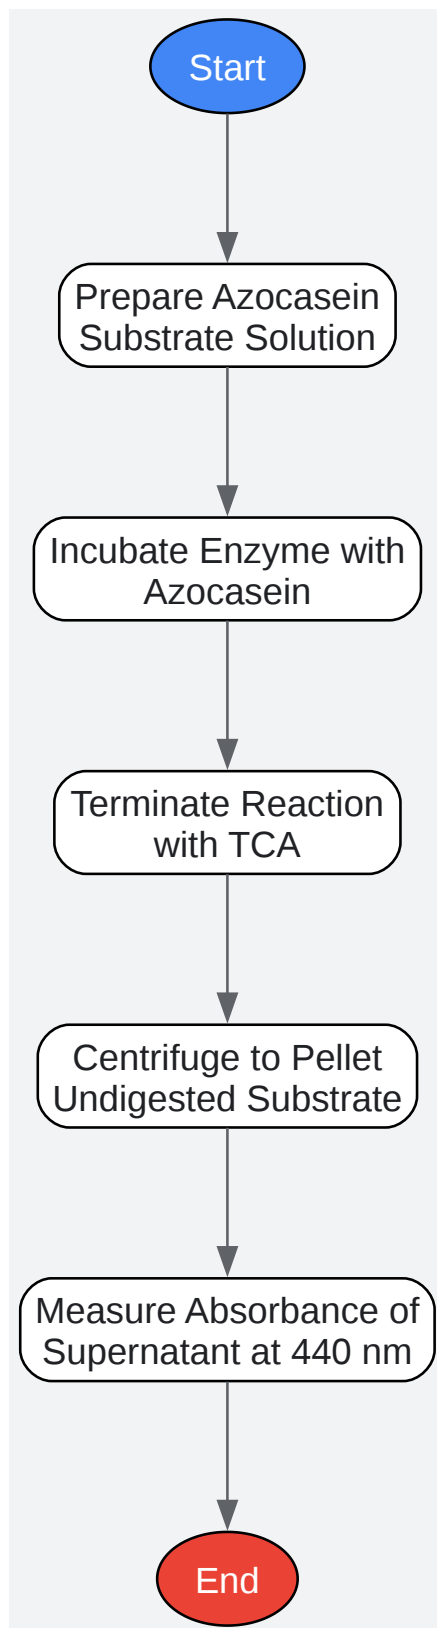 Start
Prepare Azocasein
Substrate Solution
Incubate Enzyme with
Azocasein
Terminate Reaction
with TCA
Centrifuge to Pellet
Undigested Substrate
Measure Absorbance of
Supernatant at 440 nm
End